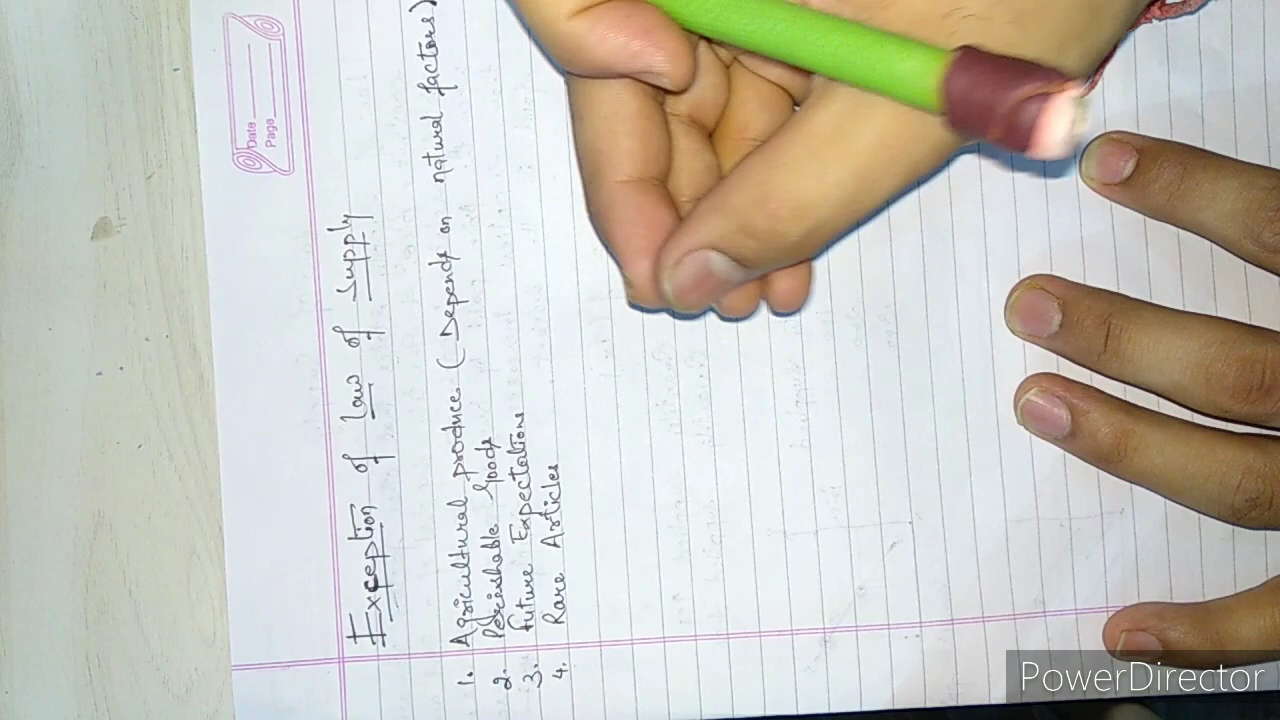 Date
Page
Exception of Law of Supply
1. Agricultural produce (Depends on natural factors)
2. Perishable Goods
3. Future Expectations
4. Rare Articles
PowerDirector